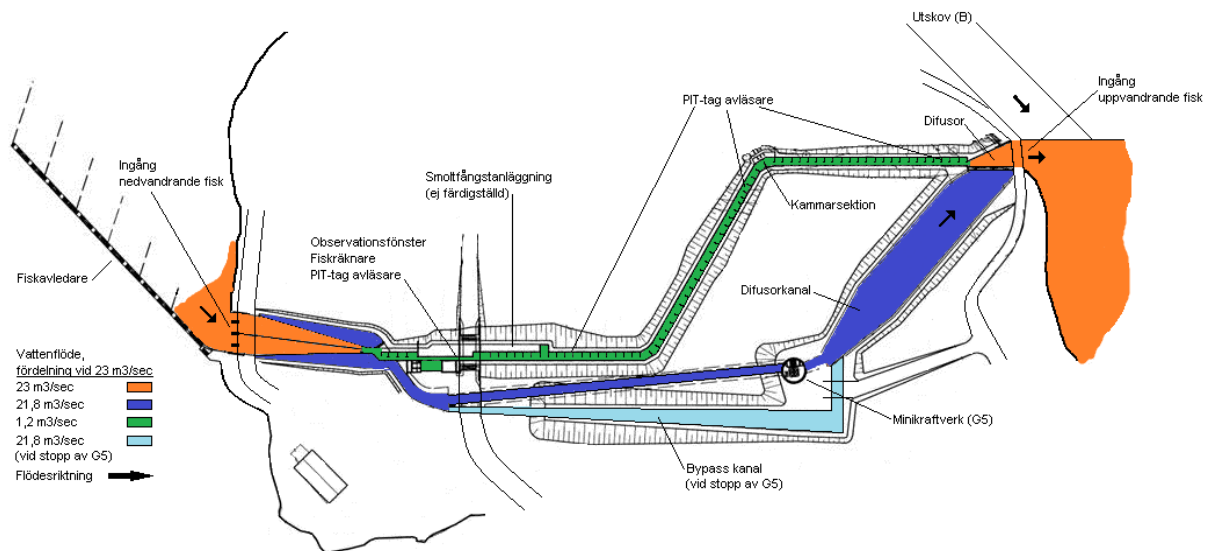 Utskov (B)
Ingång
uppvandrande fisk
PIT-tag avläsare
Difusor
Ingång
nedvandrande fisk
Smoltfångstanläggning
(ej färdigställd)
Kammarsektion
Observationsfönster
Fiskräknare
PIT-tag avläsare
Fiskavledare
Difusorkanal
Vattenflöde,
fördelning vid 23 m3/sec
23 m3/sec
21,8 m3/sec
1,2 m3/sec
21,8 m3/sec
(vid stopp av G5)
Flödesriktning
Minikraftverk (G5)
Bypass kanal
(vid stopp av G5)